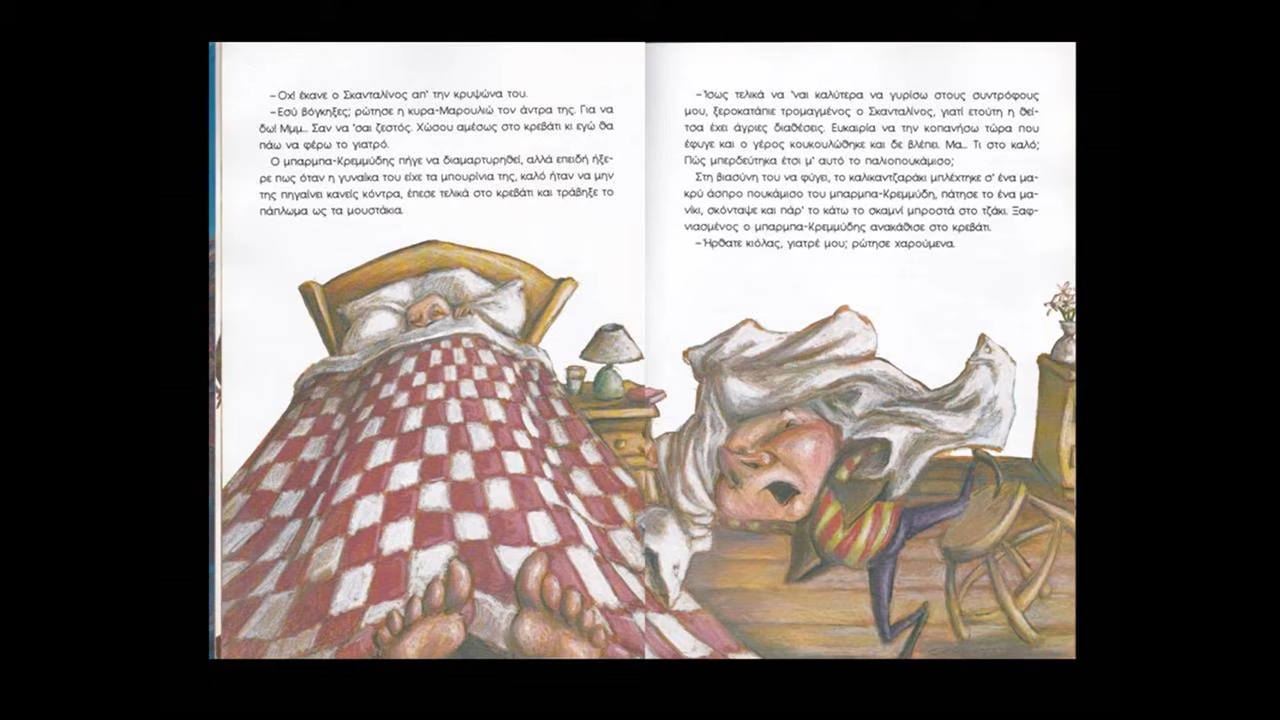 – Οχ! έκανε ο Σκανταλίνος απ' την κρυψώνα του.
– Εσύ βόγκηξες; ρώτησε η κυρα-Μαρουλιώ τον άντρα της. Για να
δω! Μμμ... Σαν να 'σαι ζεστός. Χώσου αμέσως στο κρεβάτι κι εγώ θα
πάω να φέρω το γιατρό.
Ο μπαρμπα-Κρεμμύδης πήγε να διαμαρτυρηθεί, αλλά επειδή ήξε-
ρε πως όταν η γυναίκα του είχε τα μπουρίνια της, καλό ήταν να μην
της πηγαίνει κανείς κόντρα, έπεσε τελικά στο κρεβάτι και τράβηξε το
πάπλωμα ως τα μουστάκια.
– Ίσως τελικά να 'ναι καλύτερα να γυρίσω στους συντρόφους
μου, ξεροκατάπιε τρομαγμένος ο Σκανταλίνος, γιατί ετούτη η θεί-
τσα έχει άγριες διαθέσεις. Ευκαιρία να την κοπανήσω τώρα που
έφυγε και ο γέρος κουκουλώθηκε και δε βλέπει. Μα... Τι στο καλό;
Πώς μπερδεύτηκα έτσι μ' αυτό το παλιοπουκάμισο;
Στη βιασύνη του να φύγει, το καλικαντζαράκι μπλέχτηκε σ' ένα μα-
κρύ άσπρο πουκάμισο του μπαρμπα-Κρεμμύδη, πάτησε το ένα μα-
νίκι, σκόνταψε και πάρ' το κάτω το σκαμνί μπροστά στο τζάκι. Ξαφ-
νιασμένος ο μπαρμπα-Κρεμμύδης ανακάθισε στο κρεβάτι.
– Ήρθατε κιόλας, γιατρέ μου; ρώτησε χαρούμενα.